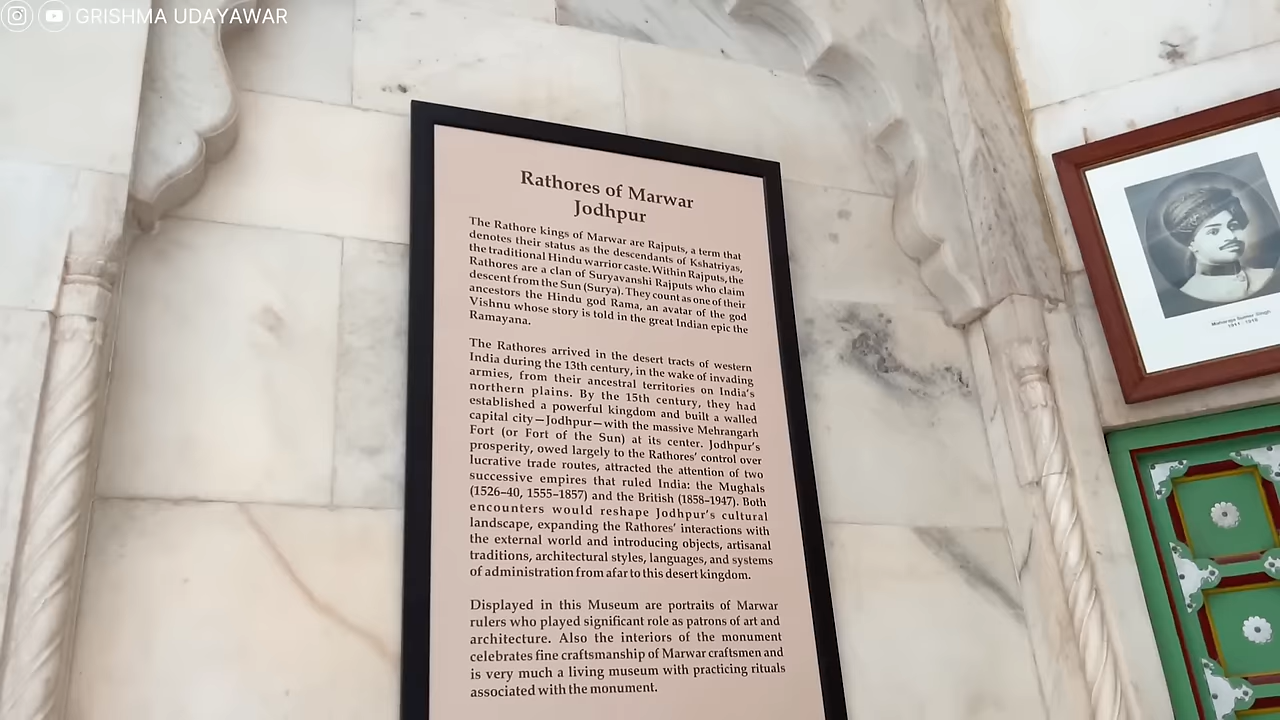 GRISHMA UDAYAWAR
Rathores of Marwar
Jodhpur
The Rathore kings of Marwar are Rajputs, a term that
denotes their status as the descendants of Kshatriyas,
the traditional Hindu warrior caste. Within Rajputs, the
Rathores are a clan of Suryavanshi Rajputs who claim
descent from the Sun (Surya). They count as one of their
ancestors the Hindu god Rama, an avatar of the god
Vishnu whose story is told in the great Indian epic the
Ramayana.
The Rathores arrived in the desert tracts of western
India during the 13th century, in the wake of invading
armies, from their ancestral territories on India's
northern plains. By the 15th century, they had
established a powerful kingdom and built a walled
capital city—Jodhpur—with the massive Mehrangarh
Fort (or Fort of the Sun) at its center. Jodhpur's
prosperity, owed largely to the Rathores' control over
lucrative trade routes, attracted the attention of two
successive empires that ruled India: the Mughals
(1526–40, 1555–1857) and the British (1858–1947). Both
encounters would reshape Jodhpur's cultural
landscape, expanding the Rathores' interactions with
the external world and introducing objects, artisanal
traditions, architectural styles, languages, and systems
of administration from afar to this desert kingdom.
Displayed in this Museum are portraits of Marwar
rulers who played significant role as patrons of art and
architecture. Also the interiors of the monument
celebrates fine craftsmanship of Marwar craftsmen and
is very much a living museum with practicing rituals
associated with the monument.
Maharaja Sumer Singh
1911 - 1918